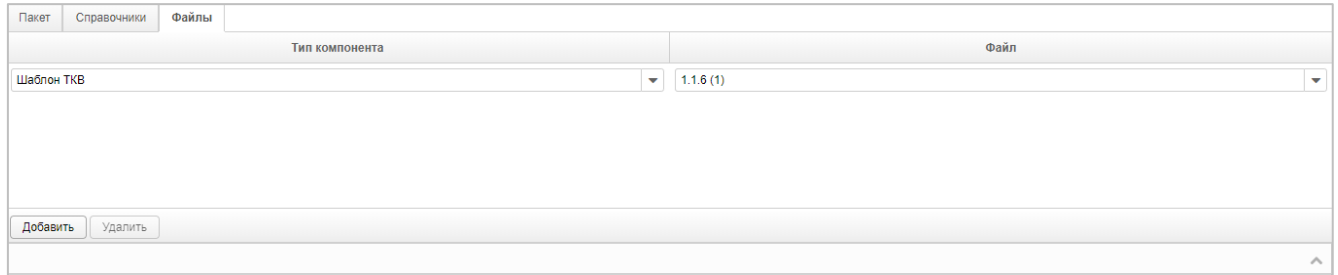 Пакет Справочники Файлы
Тип компонента Файл
Шаблон ТКВ 1.1.6 (1)
Добавить Удалить